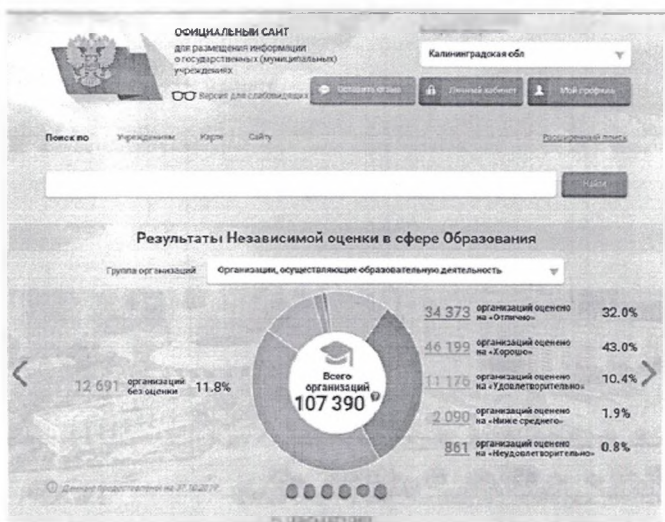 ОФИЦИАЛЬНЫЙ САЙТ
для размещения информации
о государственных (муниципальных)
учреждениях
Версия для слабовидящих
Калининградская обл
Оставить отзыв
Личный кабинет
Мой профиль
Поиск по Учреждениям Карте Сайту
Расширенный поиск
Найти
Результаты Независимой оценки в сфере Образования
Группа организаций Организации, осуществляющие образовательную деятельность
12 691 организаций без оценки 11.8%
Всего
организаций
107 390
34 373 организаций оценено на «Отлично» 32.0%
46 199 организаций оценено на «Хорошо» 43.0%
11 176 организаций оценено на «Удовлетворительно» 10.4%
2 090 организаций оценено на «Ниже среднего» 1.9%
861 организаций оценено на «Неудовлетворительно» 0.8%
Данные предоставлены на